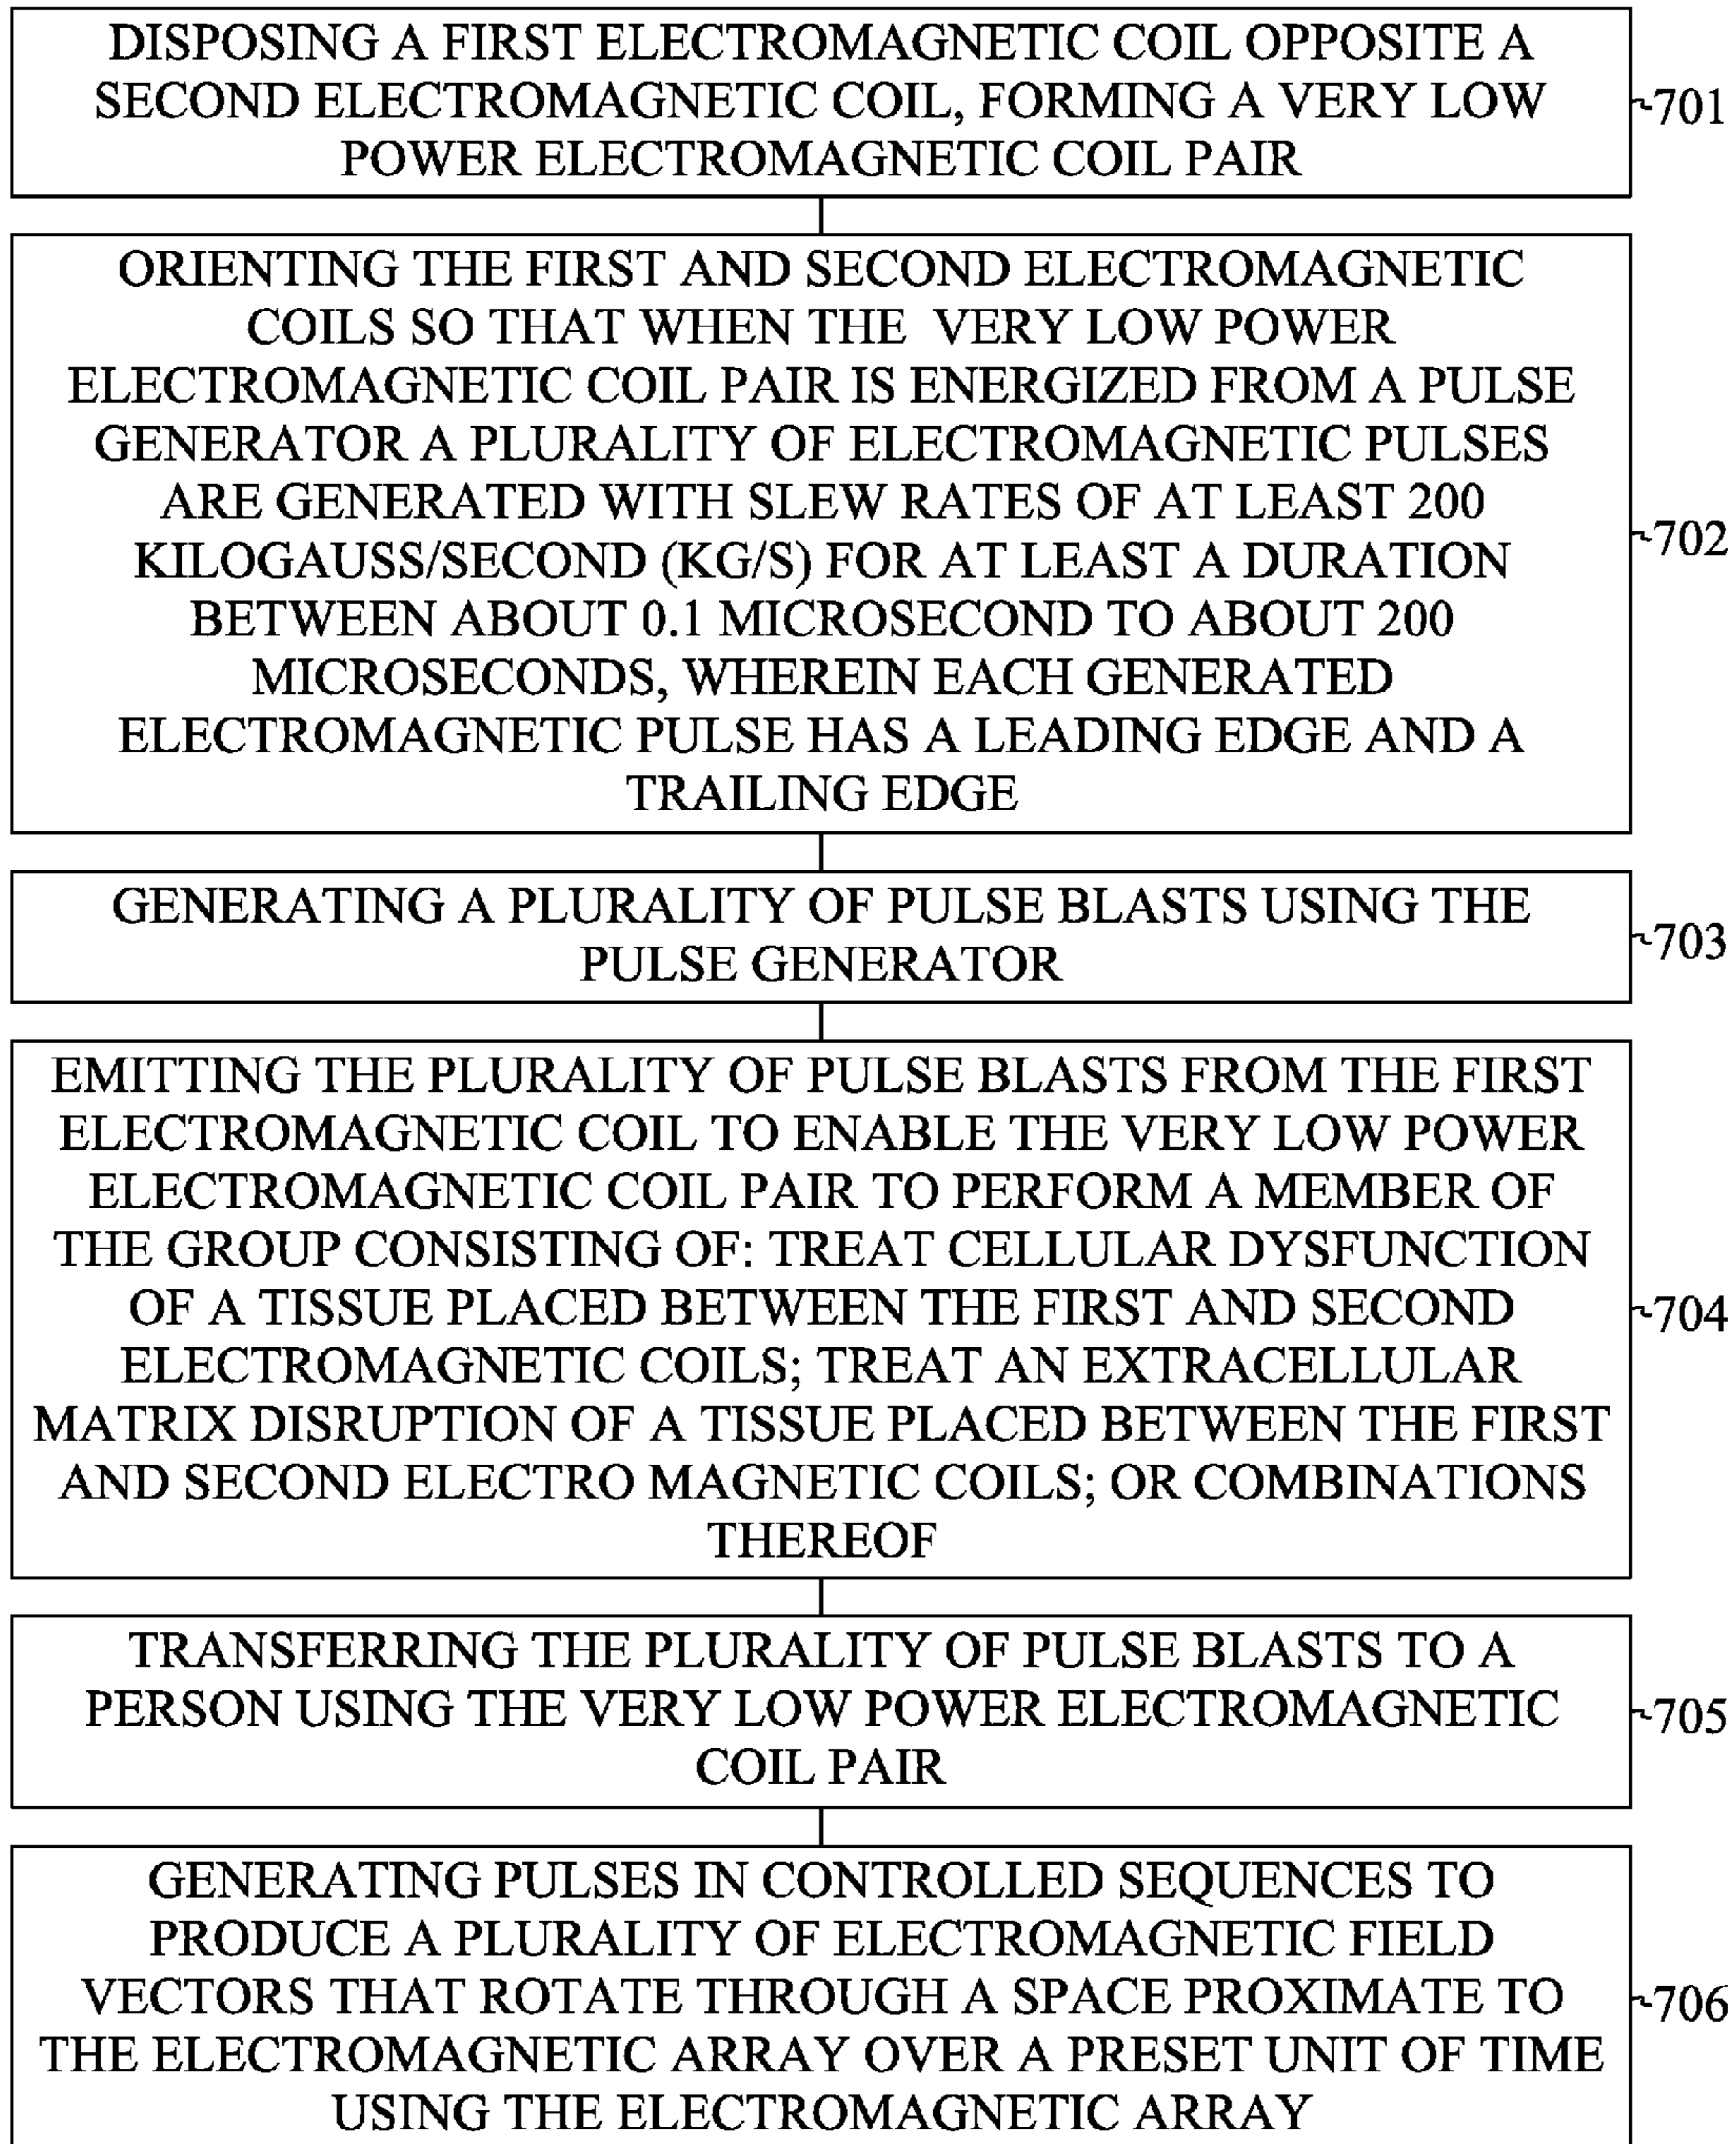 DISPOSING A FIRST ELECTROMAGNETIC COIL OPPOSITE A
SECOND ELECTROMAGNETIC COIL, FORMING A VERY LOW
POWER ELECTROMAGNETIC COIL PAIR
701
ORIENTING THE FIRST AND SECOND ELECTROMAGNETIC
COILS SO THAT WHEN THE VERY LOW POWER
ELECTROMAGNETIC COIL PAIR IS ENERGIZED FROM A PULSE
GENERATOR A PLURALITY OF ELECTROMAGNETIC PULSES
ARE GENERATED WITH SLEW RATES OF AT LEAST 200
KILOGAUSS/SECOND (KG/S) FOR AT LEAST A DURATION
BETWEEN ABOUT 0.1 MICROSECOND TO ABOUT 200
MICROSECONDS, WHEREIN EACH GENERATED
ELECTROMAGNETIC PULSE HAS A LEADING EDGE AND A
TRAILING EDGE
702
GENERATING A PLURALITY OF PULSE BLASTS USING THE
PULSE GENERATOR
703
EMITTING THE PLURALITY OF PULSE BLASTS FROM THE FIRST
ELECTROMAGNETIC COIL TO ENABLE THE VERY LOW POWER
ELECTROMAGNETIC COIL PAIR TO PERFORM A MEMBER OF
THE GROUP CONSISTING OF: TREAT CELLULAR DYSFUNCTION
OF A TISSUE PLACED BETWEEN THE FIRST AND SECOND
ELECTROMAGNETIC COILS; TREAT AN EXTRACELLULAR
MATRIX DISRUPTION OF A TISSUE PLACED BETWEEN THE FIRST
AND SECOND ELECTRO MAGNETIC COILS; OR COMBINATIONS
THEREOF
704
TRANSFERRING THE PLURALITY OF PULSE BLASTS TO A
PERSON USING THE VERY LOW POWER ELECTROMAGNETIC
COIL PAIR
705
GENERATING PULSES IN CONTROLLED SEQUENCES TO
PRODUCE A PLURALITY OF ELECTROMAGNETIC FIELD
VECTORS THAT ROTATE THROUGH A SPACE PROXIMATE TO
THE ELECTROMAGNETIC ARRAY OVER A PRESET UNIT OF TIME
USING THE ELECTROMAGNETIC ARRAY
706